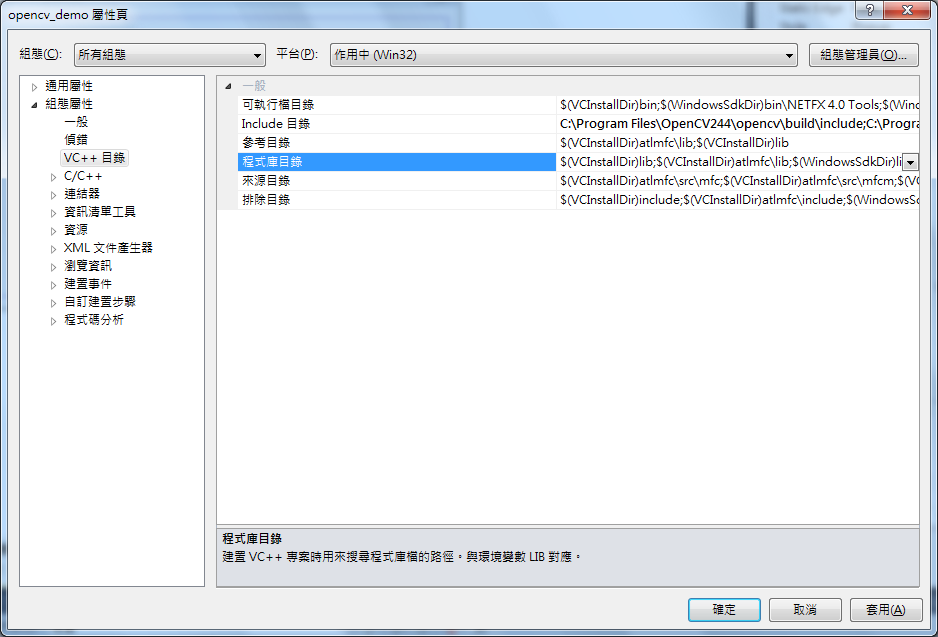 opencv_demo 屬性頁
組態(C): 所有組態 平台(P): 作用中 (Win32) 組態管理員(O)...
通用屬性
組態屬性
一般
偵錯
VC++ 目錄
C/C++
連結器
資訊清單工具
資源
XML 文件產生器
瀏覽資訊
建置事件
自訂建置步驟
程式碼分析
一般
可執行檔目錄 $(VCInstallDir)bin;$(WindowsSdkDir)bin\NETFX 4.0 Tools;$(Wind
Include 目錄 C:\Program Files\OpenCV244\opencv\build\include;C:\Progra
參考目錄 $(VCInstallDir)atlmfc\lib;$(VCInstallDir)lib
程式庫目錄 $(VCInstallDir)lib;$(VCInstallDir)atlmfc\lib;$(WindowsSdkDir)li
來源目錄 $(VCInstallDir)atlmfc\src\mfc;$(VCInstallDir)atlmfc\src\mfcm;$(VC
排除目錄 $(VCInstallDir)include;$(VCInstallDir)atlmfc\include;$(WindowsSd
程式庫目錄
建置 VC++ 專案時用來搜尋程式庫檔的路徑。與環境變數 LIB 對應。
確定 取消 套用(A)